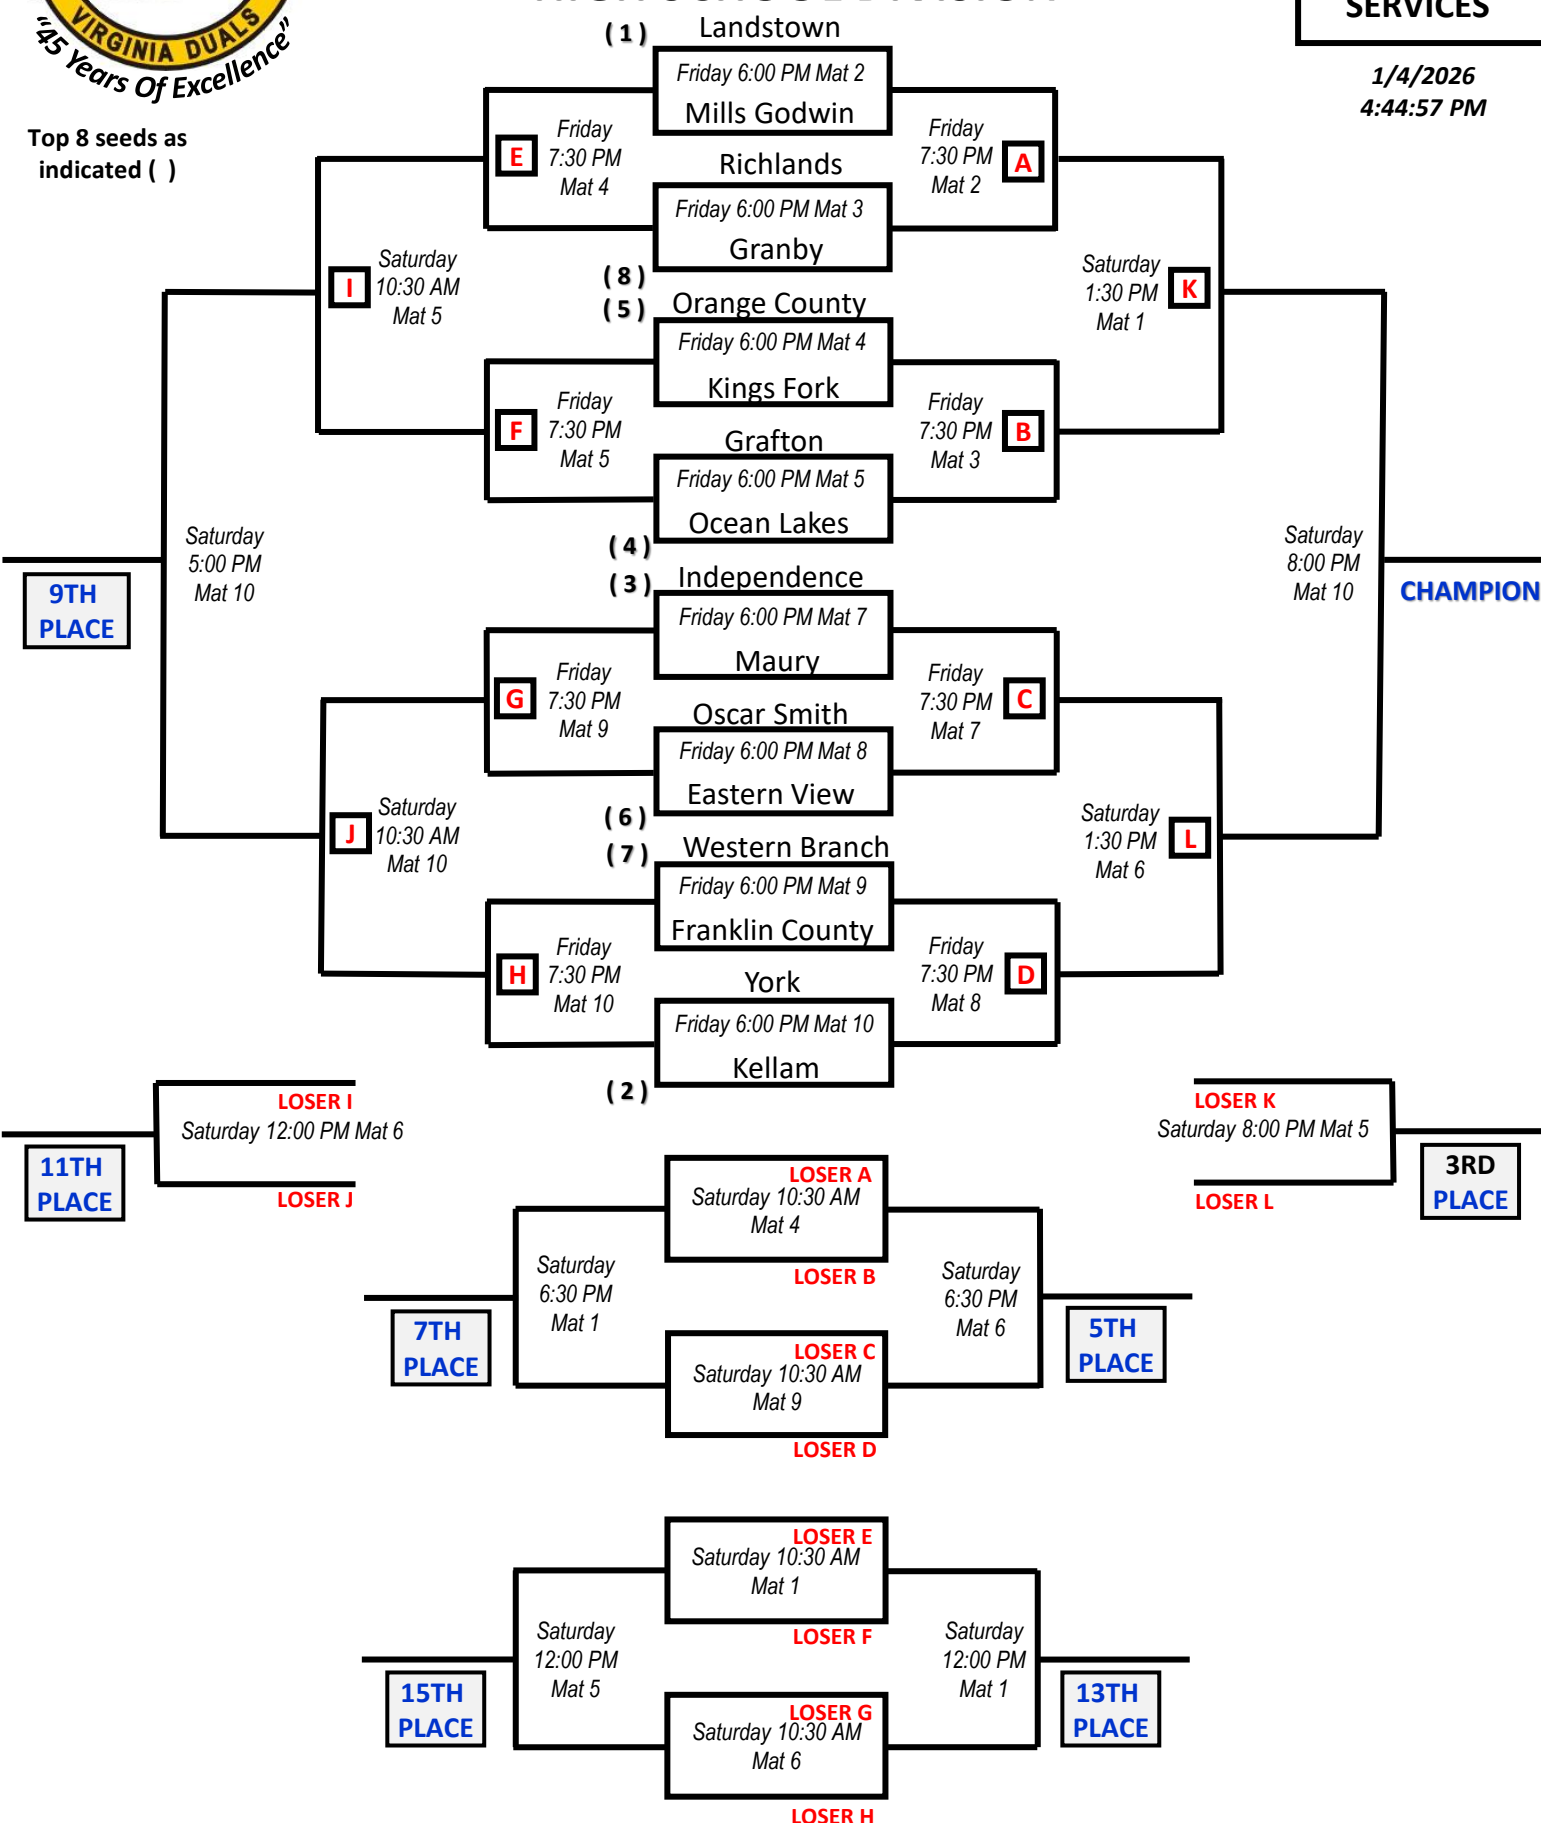 VIRGINIA DUALS
“45 Years Of Excellence”
SERVICES
1/4/2026
4:44:57 PM
Top 8 seeds as
indicated ( )
( 1 ) Landstown
Friday 6:00 PM Mat 2
Mills Godwin
Richlands
Friday 6:00 PM Mat 3
Granby
( 8 )
( 5 ) Orange County
Friday 6:00 PM Mat 4
Kings Fork
Grafton
Friday 6:00 PM Mat 5
Ocean Lakes
( 4 )
( 3 ) Independence
Friday 6:00 PM Mat 7
Maury
Oscar Smith
Friday 6:00 PM Mat 8
Eastern View
( 6 )
( 7 ) Western Branch
Friday 6:00 PM Mat 9
Franklin County
York
Friday 6:00 PM Mat 10
Kellam
( 2 )
E
Friday
7:30 PM
Mat 4
F
Friday
7:30 PM
Mat 5
G
Friday
7:30 PM
Mat 9
H
Friday
7:30 PM
Mat 10
I
Saturday
10:30 AM
Mat 5
J
Saturday
10:30 AM
Mat 10
Saturday
5:00 PM
Mat 10
9TH
PLACE
Friday
7:30 PM
Mat 2
A
Friday
7:30 PM
Mat 3
B
Friday
7:30 PM
Mat 7
C
Friday
7:30 PM
Mat 8
D
Saturday
1:30 PM
Mat 1
K
Saturday
1:30 PM
Mat 6
L
Saturday
8:00 PM
Mat 10
CHAMPION
LOSER I
Saturday 12:00 PM Mat 6
LOSER J
11TH
PLACE
LOSER K
Saturday 8:00 PM Mat 5
LOSER L
3RD
PLACE
LOSER A
Saturday 10:30 AM
Mat 4
LOSER B
Saturday
6:30 PM
Mat 1
7TH
PLACE
Saturday
6:30 PM
Mat 6
5TH
PLACE
LOSER C
Saturday 10:30 AM
Mat 9
LOSER D
LOSER E
Saturday 10:30 AM
Mat 1
LOSER F
Saturday
12:00 PM
Mat 5
15TH
PLACE
Saturday
12:00 PM
Mat 1
13TH
PLACE
LOSER G
Saturday 10:30 AM
Mat 6
LOSER H